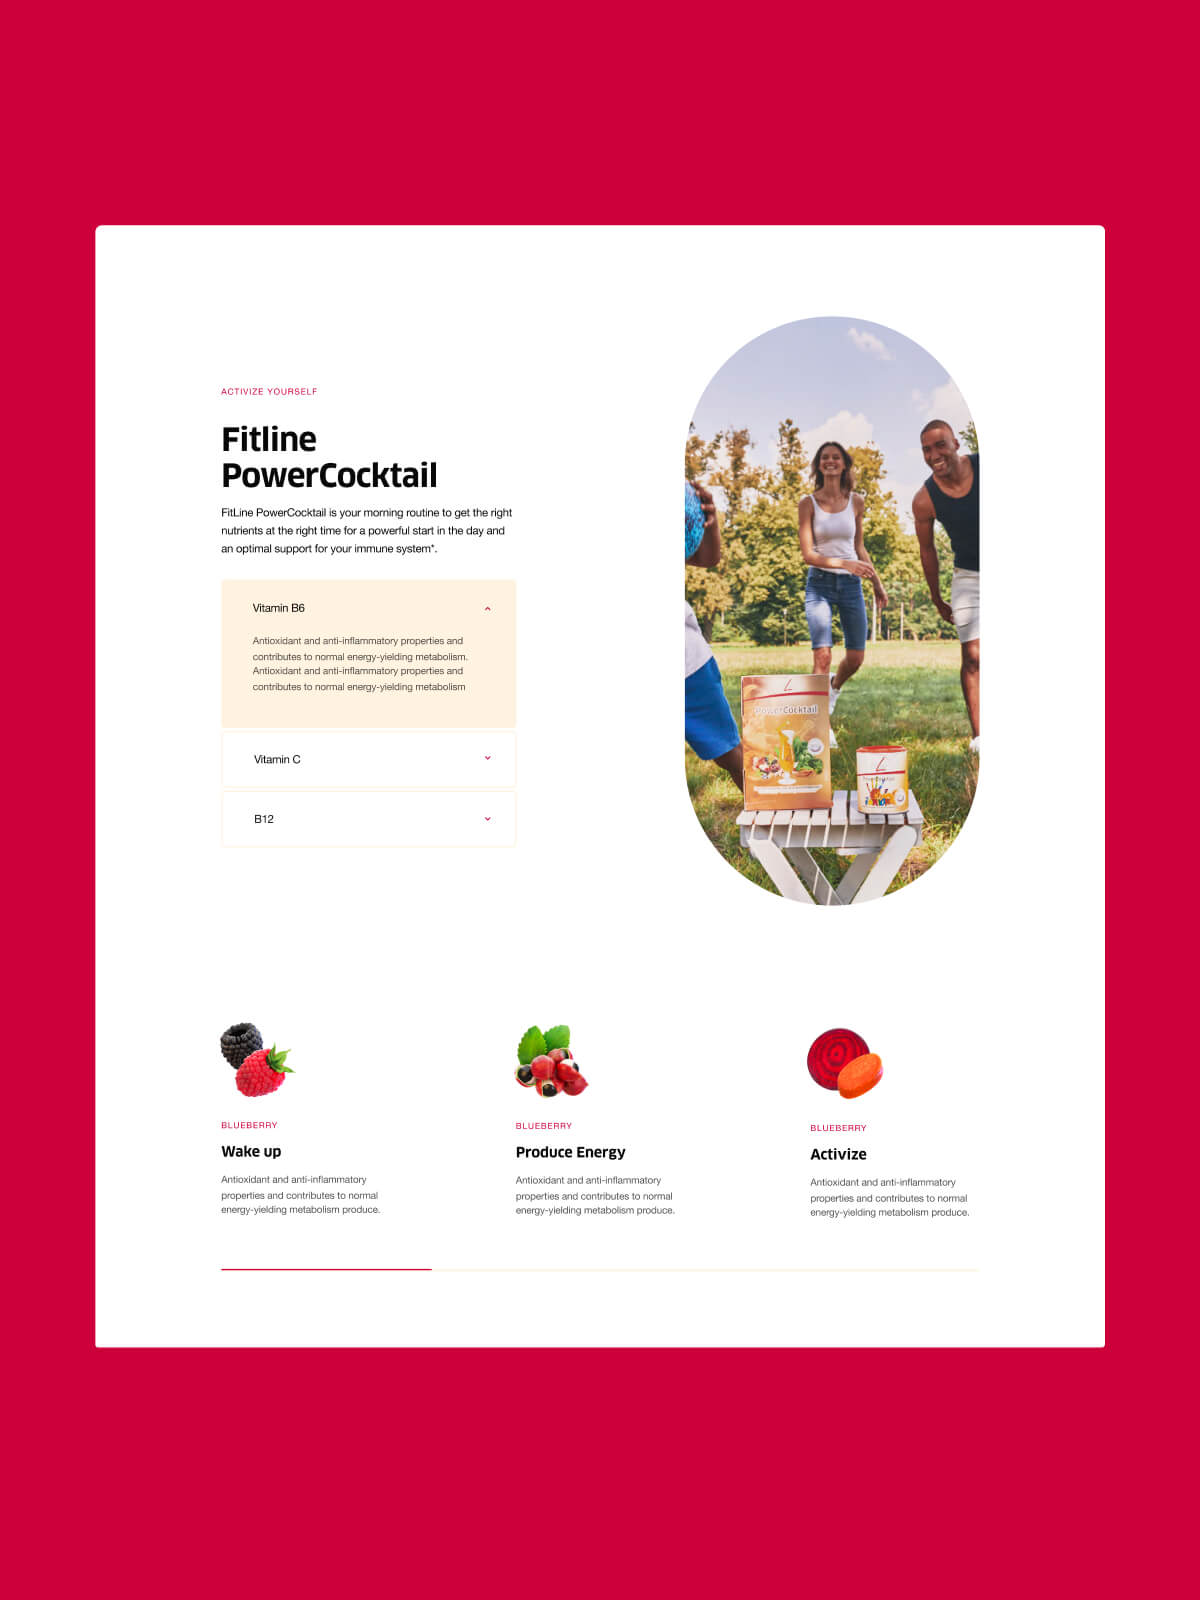 ACTIVIZE YOURSELF
Fitline
PowerCocktail
FitLine PowerCocktail is your morning routine to get the right
nutrients at the right time for a powerful start in the day and
an optimal support for your immune system*.
Vitamin B6
Antioxidant and anti-inflammatory properties and
contributes to normal energy-yielding metabolism.
Antioxidant and anti-inflammatory properties and
contributes to normal energy-yielding metabolism
Vitamin C
B12
PowerCocktail
BLUEBERRY
Wake up
Antioxidant and anti-inflammatory
properties and contributes to normal
energy-yielding metabolism produce.
BLUEBERRY
Produce Energy
Antioxidant and anti-inflammatory
properties and contributes to normal
energy-yielding metabolism produce.
BLUEBERRY
Activize
Antioxidant and anti-inflammatory
properties and contributes to normal
energy-yielding metabolism produce.